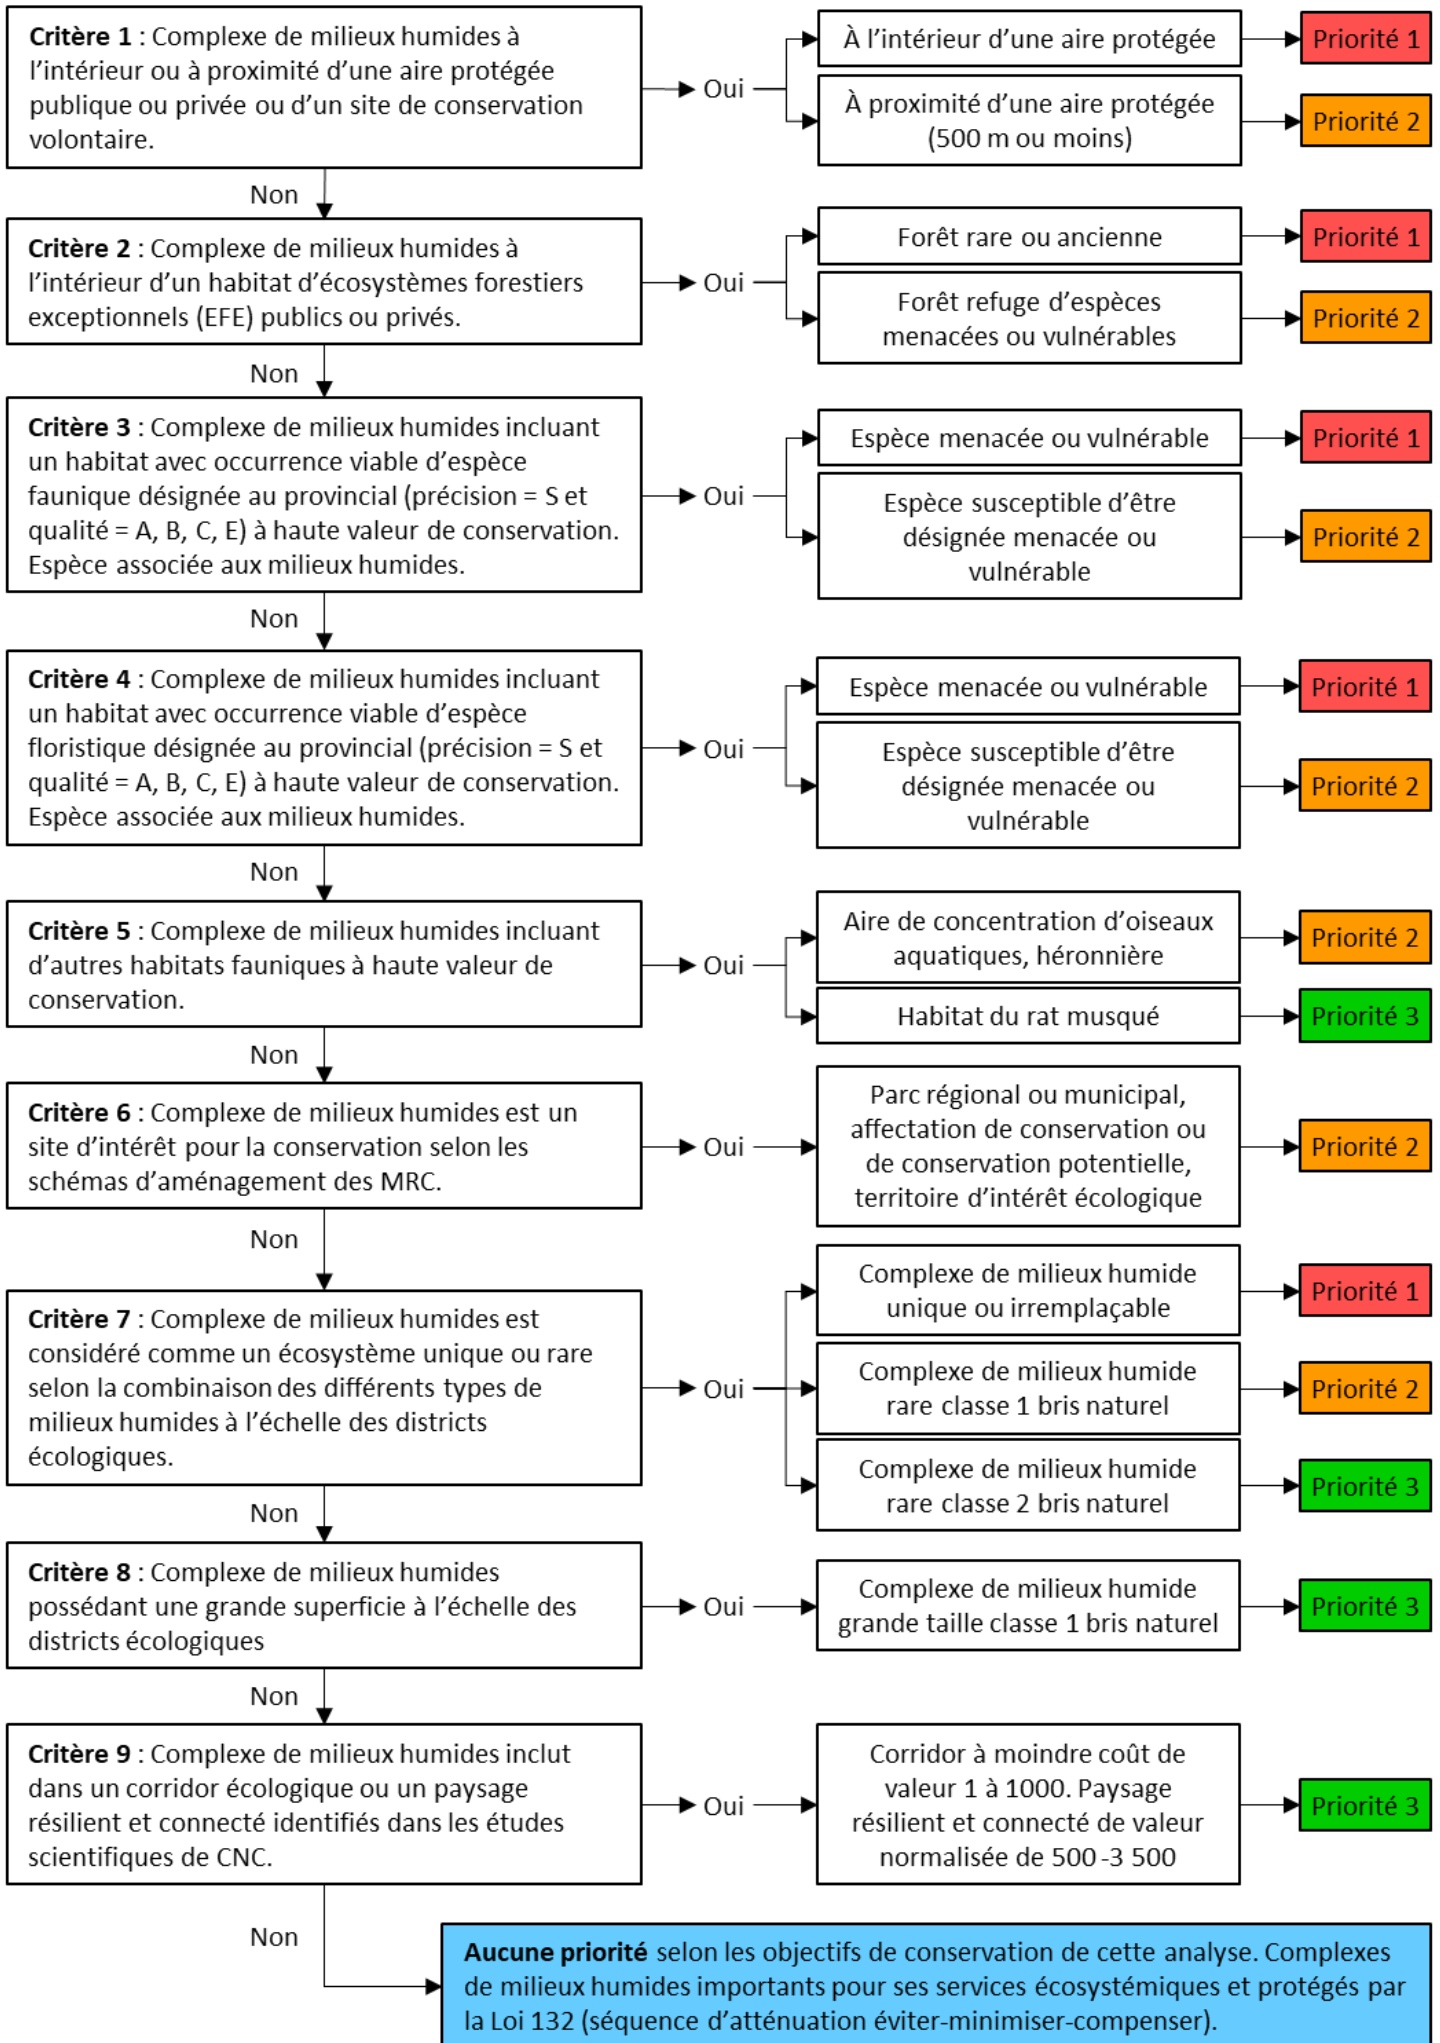 Critère 1 : Complexe de milieux humides à
l'intérieur ou à proximité d'une aire protégée
publique ou privée ou d'un site de conservation
volontaire.
Oui
À l'intérieur d'une aire protégée
Priorité 1
À proximité d'une aire protégée
(500 m ou moins)
Priorité 2
Non
Critère 2 : Complexe de milieux humides à
l'intérieur d'un habitat d'écosystèmes forestiers
exceptionnels (EFE) publics ou privés.
Oui
Forêt rare ou ancienne
Priorité 1
Forêt refuge d'espèces
menacées ou vulnérables
Priorité 2
Non
Critère 3 : Complexe de milieux humides incluant
un habitat avec occurrence viable d'espèce
faunique désignée au provincial (précision = S et
qualité = A, B, C, E) à haute valeur de conservation.
Espèce associée aux milieux humides.
Oui
Espèce menacée ou vulnérable
Priorité 1
Espèce susceptible d'être
désignée menacée ou
vulnérable
Priorité 2
Non
Critère 4 : Complexe de milieux humides incluant
un habitat avec occurrence viable d'espèce
floristique désignée au provincial (précision = S et
qualité = A, B, C, E) à haute valeur de conservation.
Espèce associée aux milieux humides.
Oui
Espèce menacée ou vulnérable
Priorité 1
Espèce susceptible d'être
désignée menacée ou
vulnérable
Priorité 2
Non
Critère 5 : Complexe de milieux humides incluant
d'autres habitats fauniques à haute valeur de
conservation.
Oui
Aire de concentration d'oiseaux
aquatiques, héronnière
Priorité 2
Habitat du rat musqué
Priorité 3
Non
Critère 6 : Complexe de milieux humides est un
site d'intérêt pour la conservation selon les
schémas d'aménagement des MRC.
Oui
Parc régional ou municipal,
affectation de conservation ou
de conservation potentielle,
territoire d'intérêt écologique
Priorité 2
Non
Critère 7 : Complexe de milieux humides est
considéré comme un écosystème unique ou rare
selon la combinaison des différents types de
milieux humides à l'échelle des districts
écologiques.
Oui
Complexe de milieux humide
unique ou irremplaçable
Priorité 1
Complexe de milieux humide
rare classe 1 bris naturel
Priorité 2
Complexe de milieux humide
rare classe 2 bris naturel
Priorité 3
Non
Critère 8 : Complexe de milieux humides
possédant une grande superficie à l'échelle des
districts écologiques
Oui
Complexe de milieux humide
grande taille classe 1 bris naturel
Priorité 3
Non
Critère 9 : Complexe de milieux humides inclut
dans un corridor écologique ou un paysage
résilient et connecté identifiés dans les études
scientifiques de CNC.
Oui
Corridor à moindre coût de
valeur 1 à 1000. Paysage
résilient et connecté de valeur
normalisée de 500 -3 500
Priorité 3
Non
Aucune priorité selon les objectifs de conservation de cette analyse. Complexes
de milieux humides importants pour ses services écosystémiques et protégés par
la Loi 132 (séquence d'atténuation éviter-minimiser-compenser).